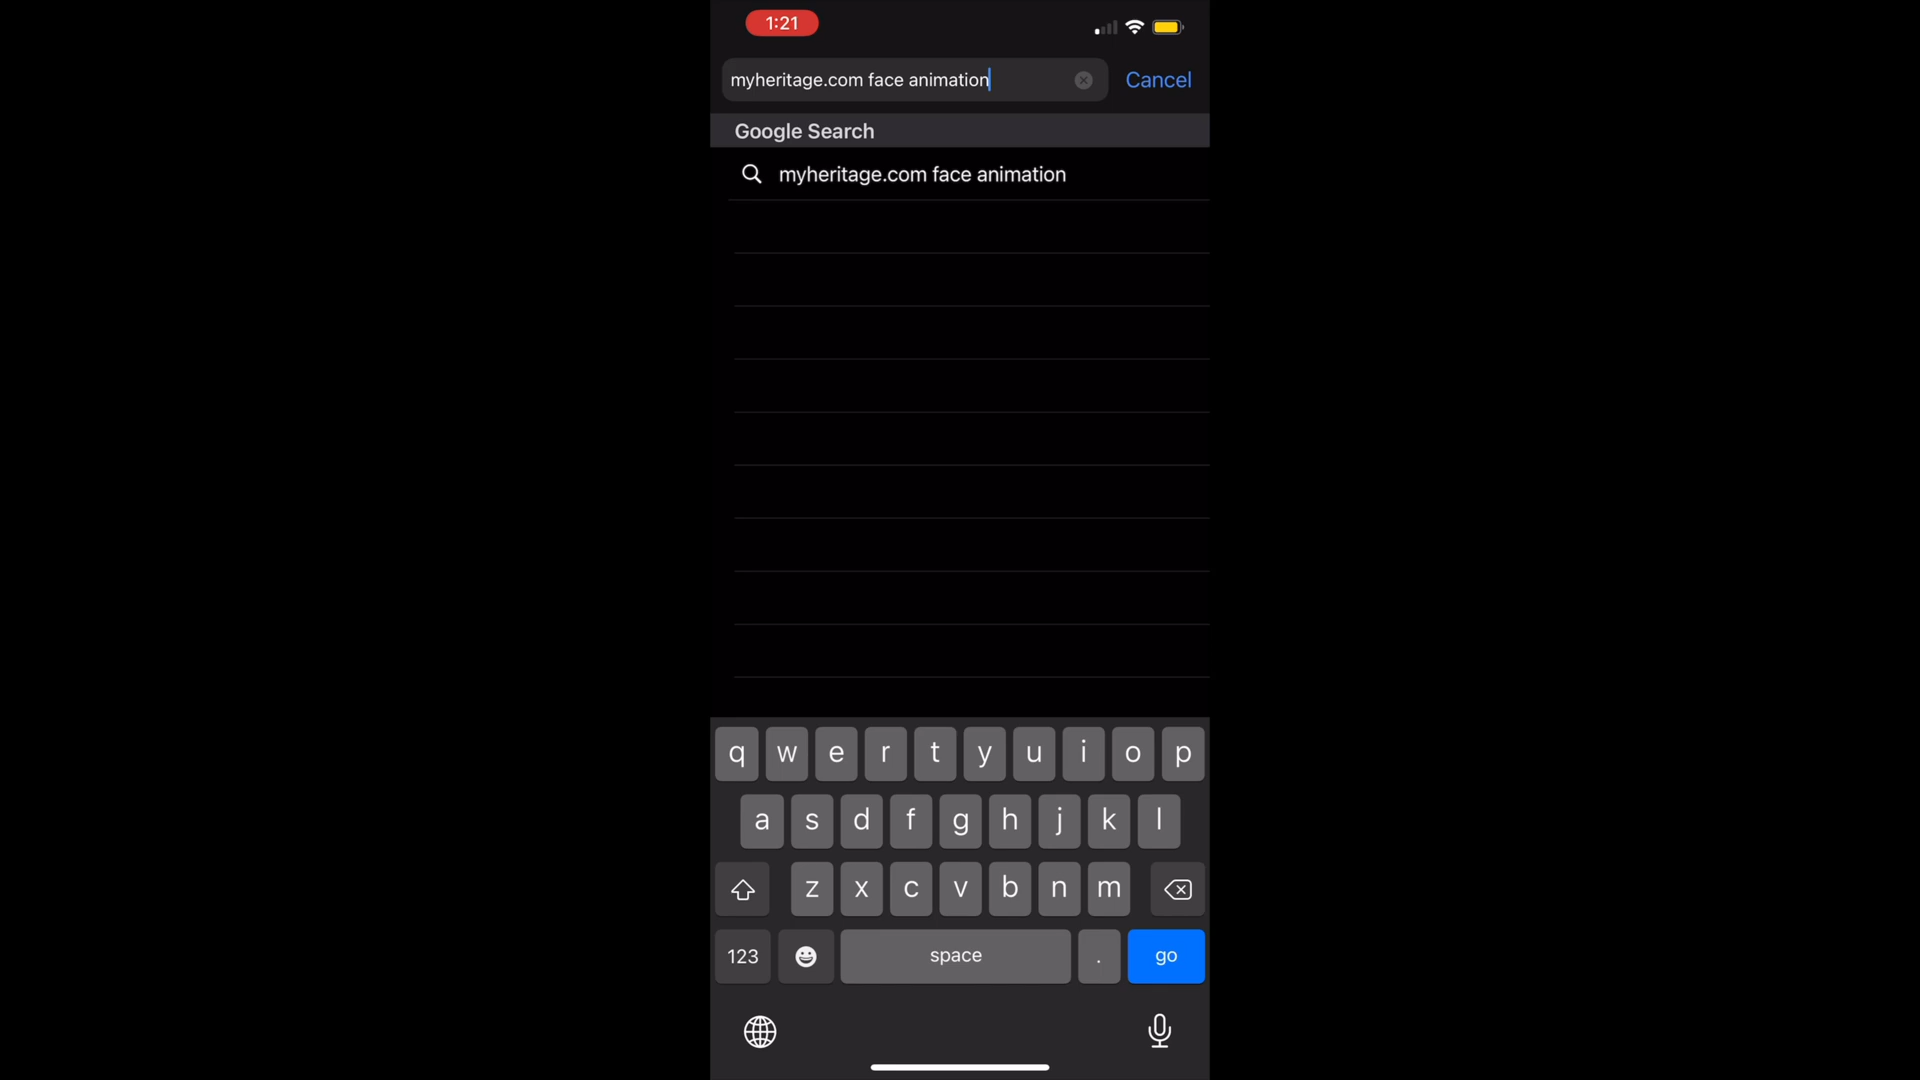 1:21
myheritage.com face animation
Cancel
Google Search
myheritage.com face animation
q w e r t y u i o p
a s d f g h j k l
z x c v b n m
123 space . go